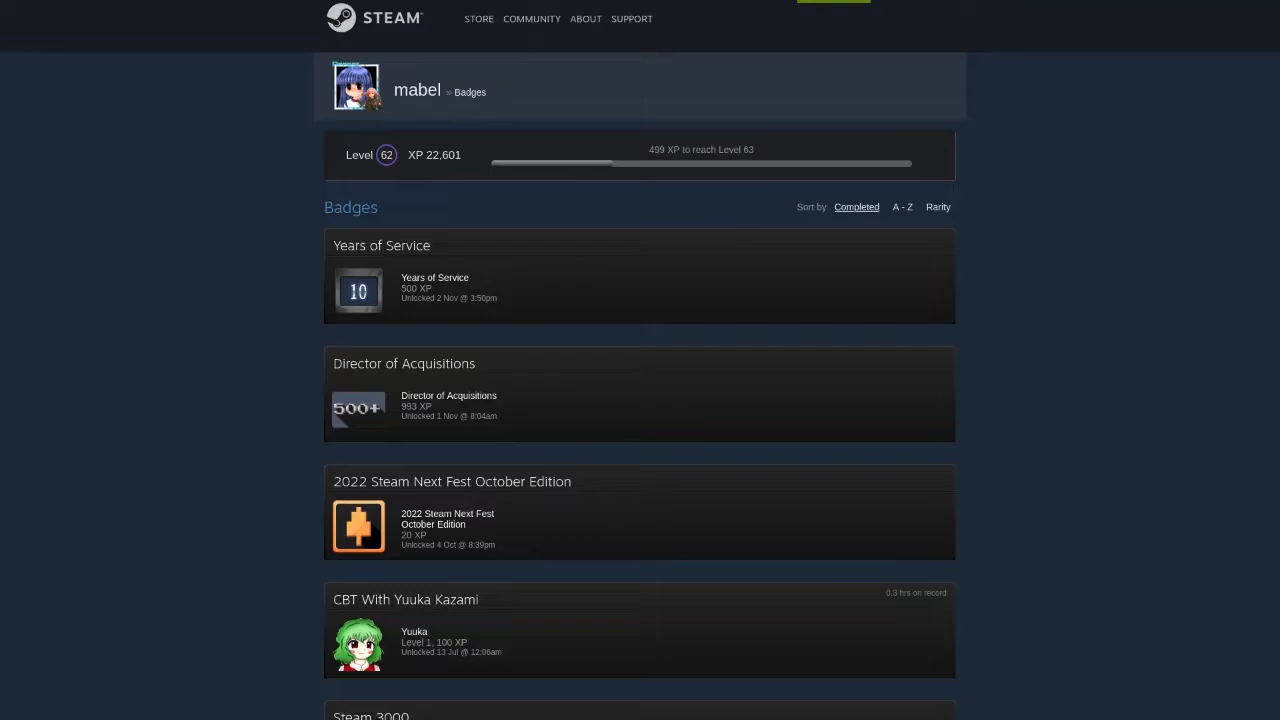 STEAM
STORE COMMUNITY ABOUT SUPPORT
mabel » Badges
Level 62 XP 22,601
499 XP to reach Level 63
Badges
Sort by Completed A - Z Rarity
Years of Service
10
Years of Service
500 XP
Unlocked 2 Nov @ 3:50pm
Director of Acquisitions
500+
Director of Acquisitions
993 XP
Unlocked 1 Nov @ 8:04am
2022 Steam Next Fest October Edition
2022 Steam Next Fest
October Edition
20 XP
Unlocked 4 Oct @ 8:39pm
CBT With Yuuka Kazami
0.3 hrs on record
Yuuka
Level 1, 100 XP
Unlocked 13 Jul @ 12:06am
Steam 3000